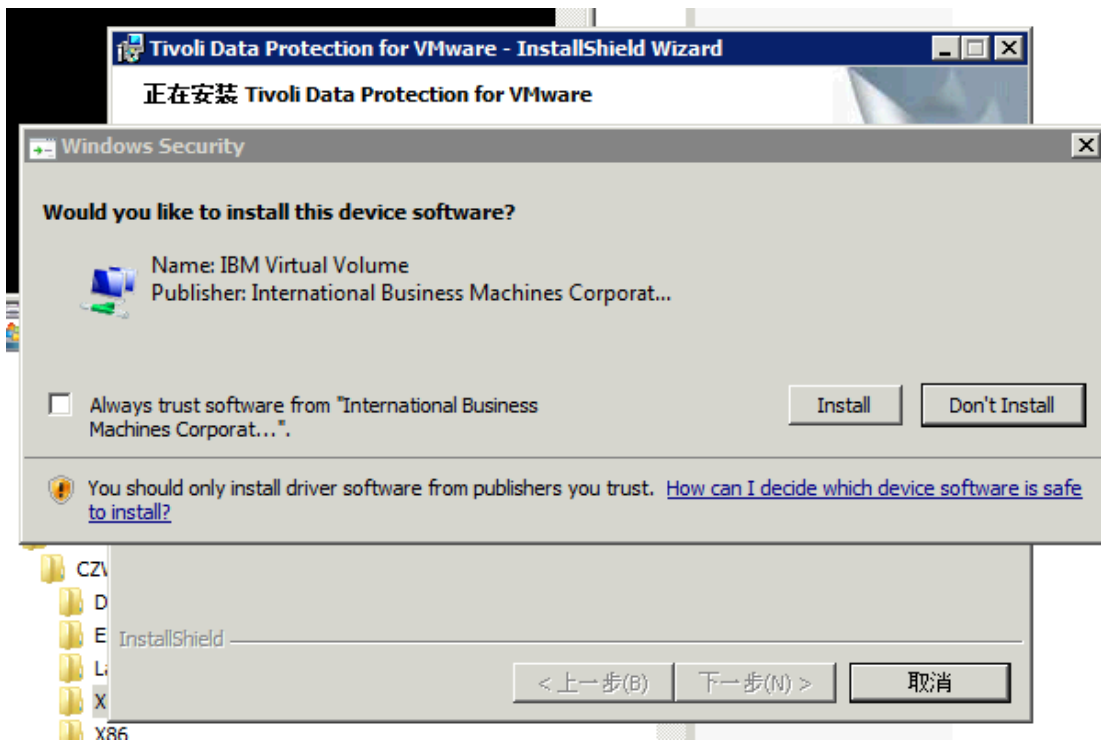 Tivoli Data Protection for VMware - InstallShield Wizard
正在安装 Tivoli Data Protection for VMware
Windows Security
Would you like to install this device software?
Name: IBM Virtual Volume
Publisher: International Business Machines Corporat...
Always trust software from "International Business
Machines Corporat...".
Install
Don't Install
You should only install driver software from publishers you trust. How can I decide which device software is safe
to install?
D
E
InstallShield
X
X86
< 上一步(B)
下一步(N) >
取消